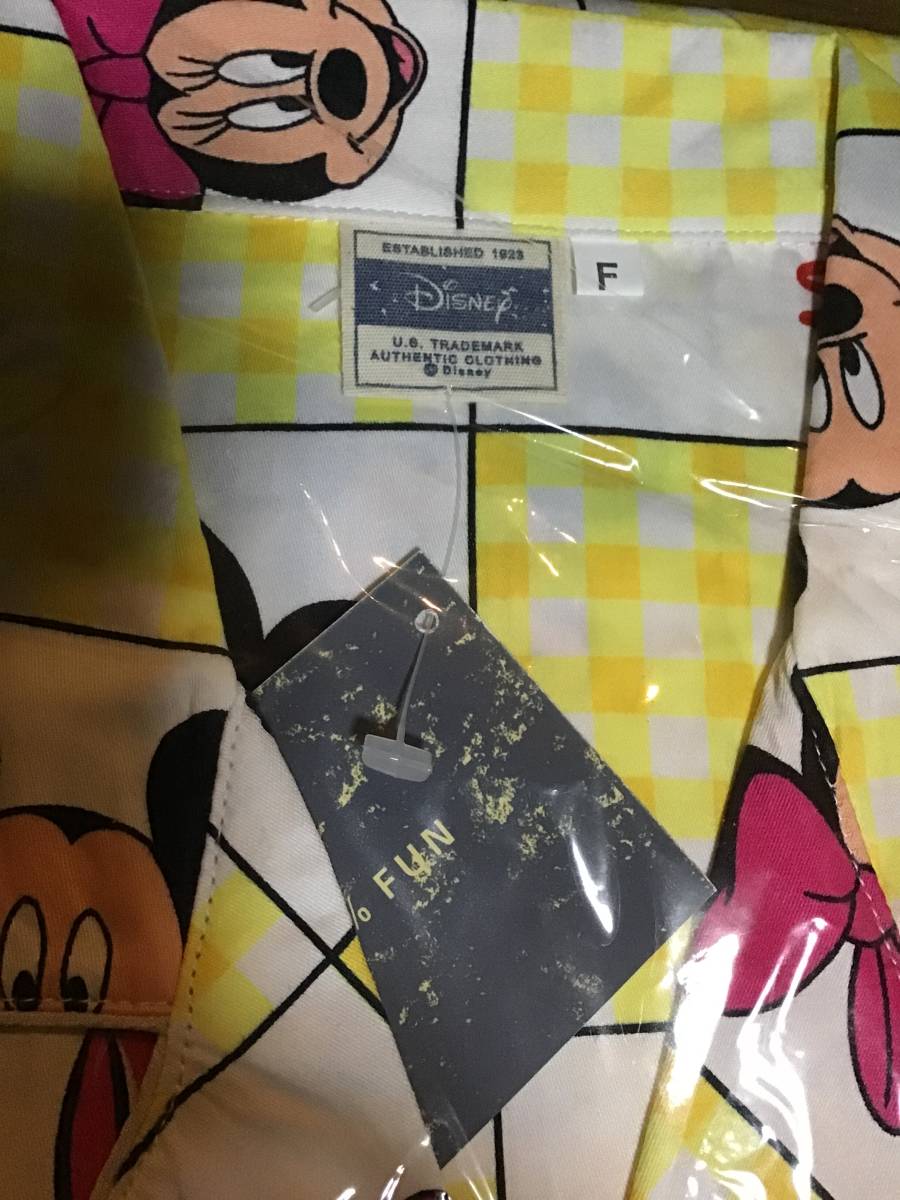 ESTABLISHED 1923
DISNEY
U.S. TRADEMARK
AUTHENTIC CLOTHING
© Disney
F
% FUN